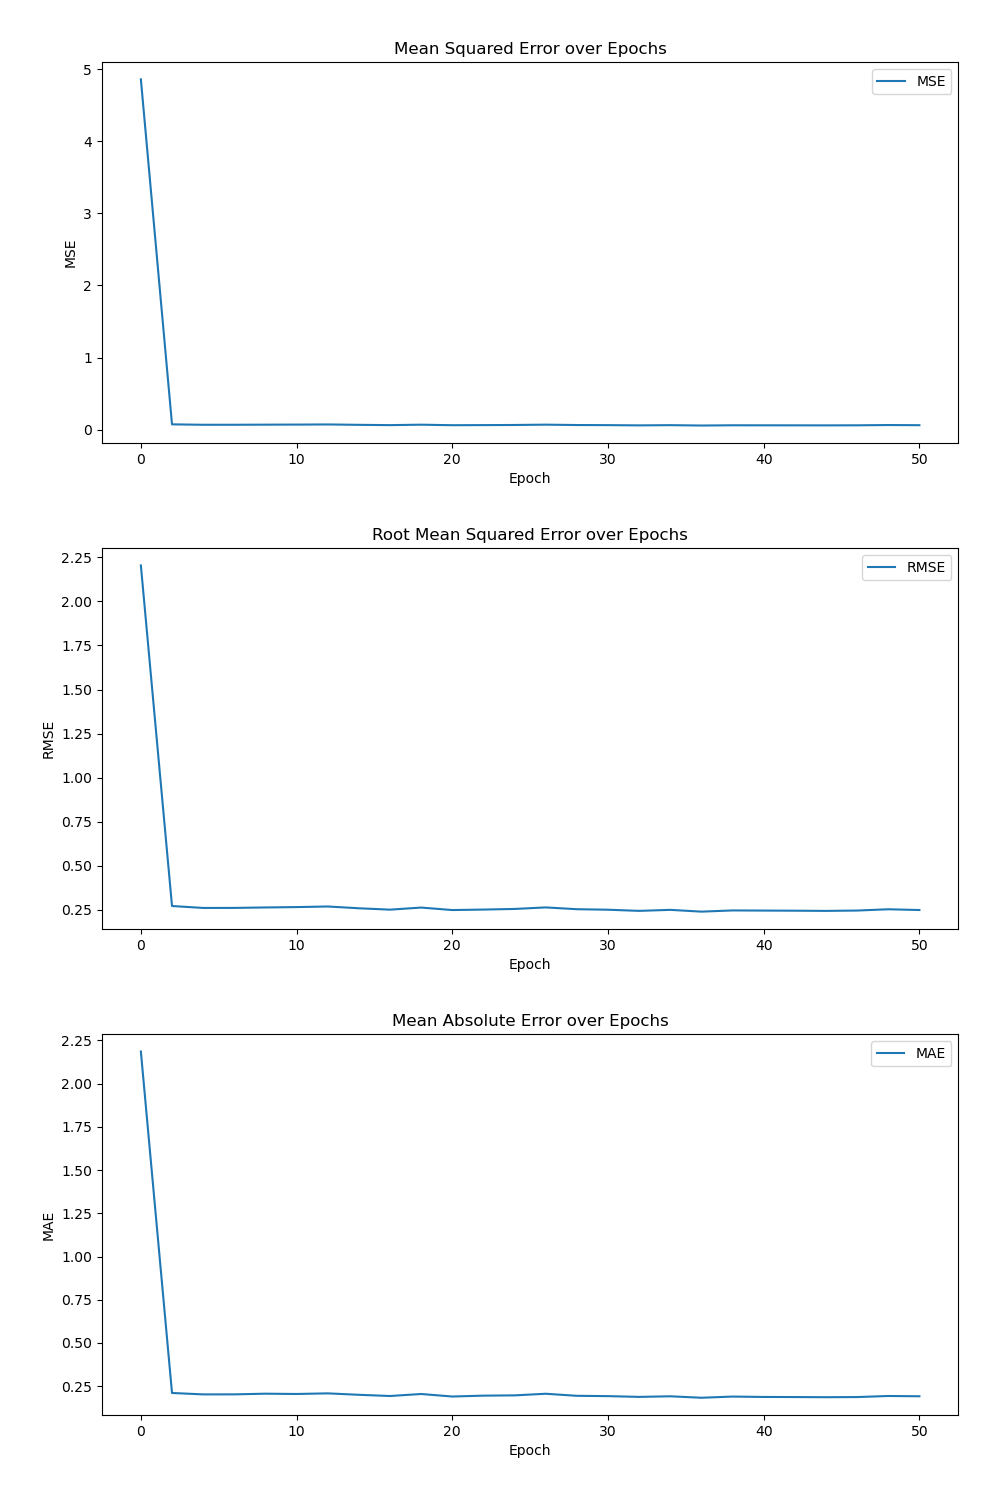 Mean Squared Error over Epochs
MSE
5
4
3
2
1
0
MSE
0 10 20 30 40 50
Epoch
Root Mean Squared Error over Epochs
RMSE
2.25
2.00
1.75
1.50
1.25
1.00
0.75
0.50
0.25
RMSE
0 10 20 30 40 50
Epoch
Mean Absolute Error over Epochs
MAE
2.25
2.00
1.75
1.50
1.25
1.00
0.75
0.50
0.25
MAE
0 10 20 30 40 50
Epoch